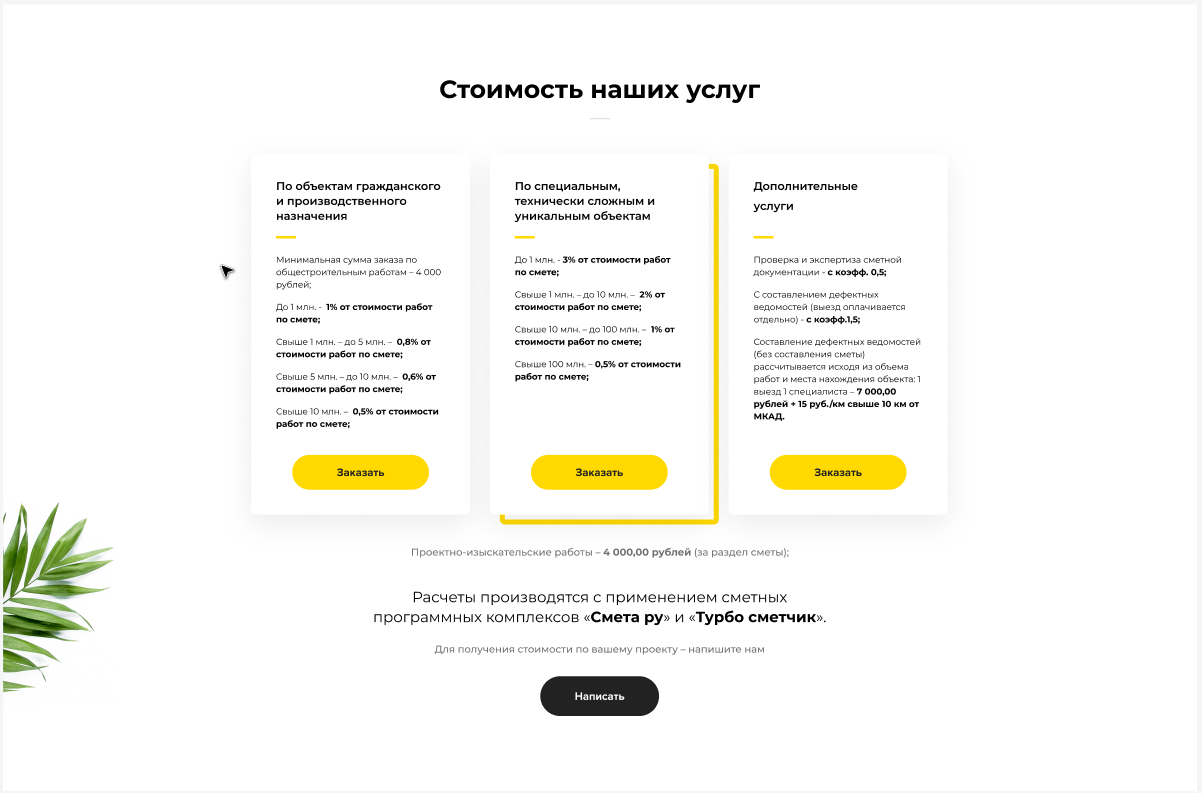 Стоимость наших услуг
По объектам гражданского
и производственного
назначения
Минимальная сумма заказа по
общестроительным работам – 4 000
рублей;
До 1 млн. - 1% от стоимости работ
по смете;
Свыше 1 млн. – до 5 млн. – 0,8% от
стоимости работ по смете;
Свыше 5 млн. – до 10 млн. – 0,6% от
стоимости работ по смете;
Свыше 10 млн. – 0,5% от стоимости
работ по смете;
Заказать
По специальным,
технически сложным и
уникальным объектам
До 1 млн. - 3% от стоимости работ
по смете;
Свыше 1 млн. – до 10 млн. – 2% от
стоимости работ по смете;
Свыше 10 млн. – до 100 млн. – 1% от
стоимости работ по смете;
Свыше 100 млн. – 0,5% от стоимости
работ по смете;
Заказать
Дополнительные
услуги
Проверка и экспертиза сметной
документации - с коэфф. 0,5;
С составлением дефектных
ведомостей (выезд оплачивается
отдельно) - с коэфф.1,5;
Составление дефектных ведомостей
(без составления сметы)
рассчитывается исходя из объема
работ и места нахождения объекта: 1
выезд 1 специалиста – 7 000,00
рублей + 15 руб./км свыше 10 км от
МКАД.
Заказать
Проектно-изыскательские работы – 4 000,00 рублей (за раздел сметы);
Расчеты производятся с применением сметных
программных комплексов «Смета ру» и «Турбо сметчик».
Для получения стоимости по вашему проекту – напишите нам
Написать